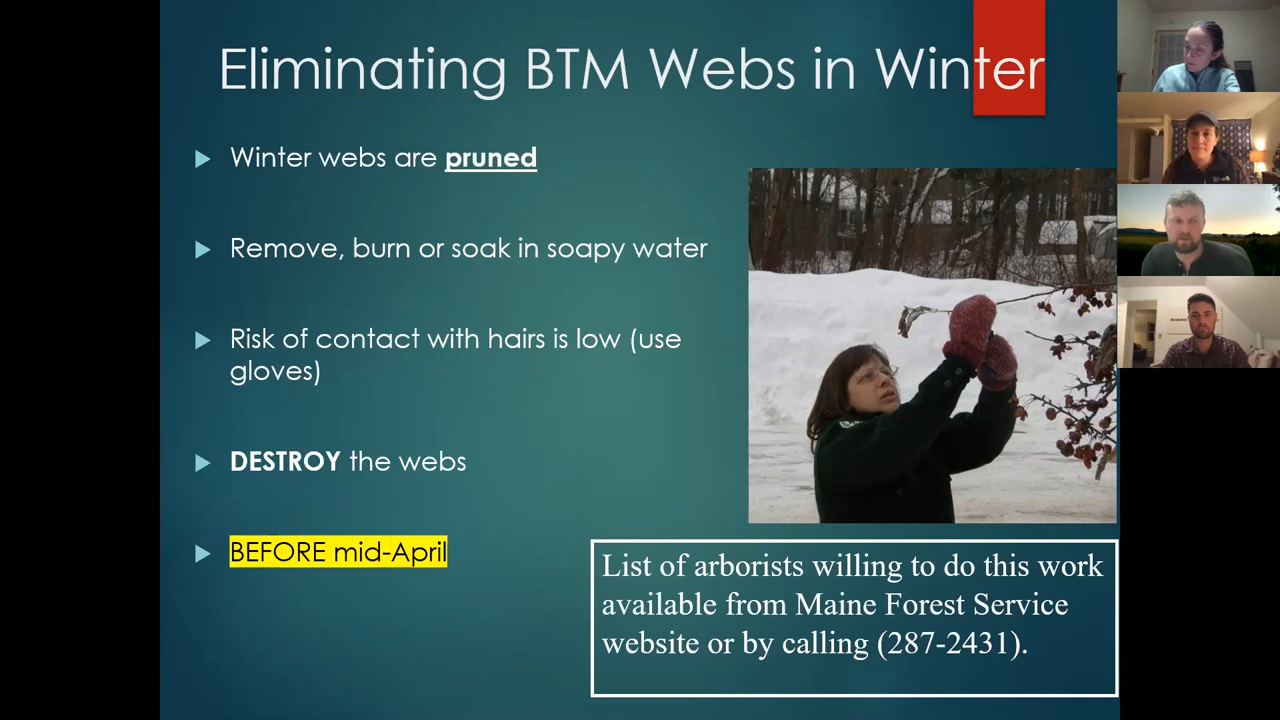 Eliminating BTM Webs in Winter
Winter webs are pruned
Remove, burn or soak in soapy water
Risk of contact with hairs is low (use
gloves)
DESTROY the webs
BEFORE mid-April
List of arborists willing to do this work
available from Maine Forest Service
website or by calling (287-2431).